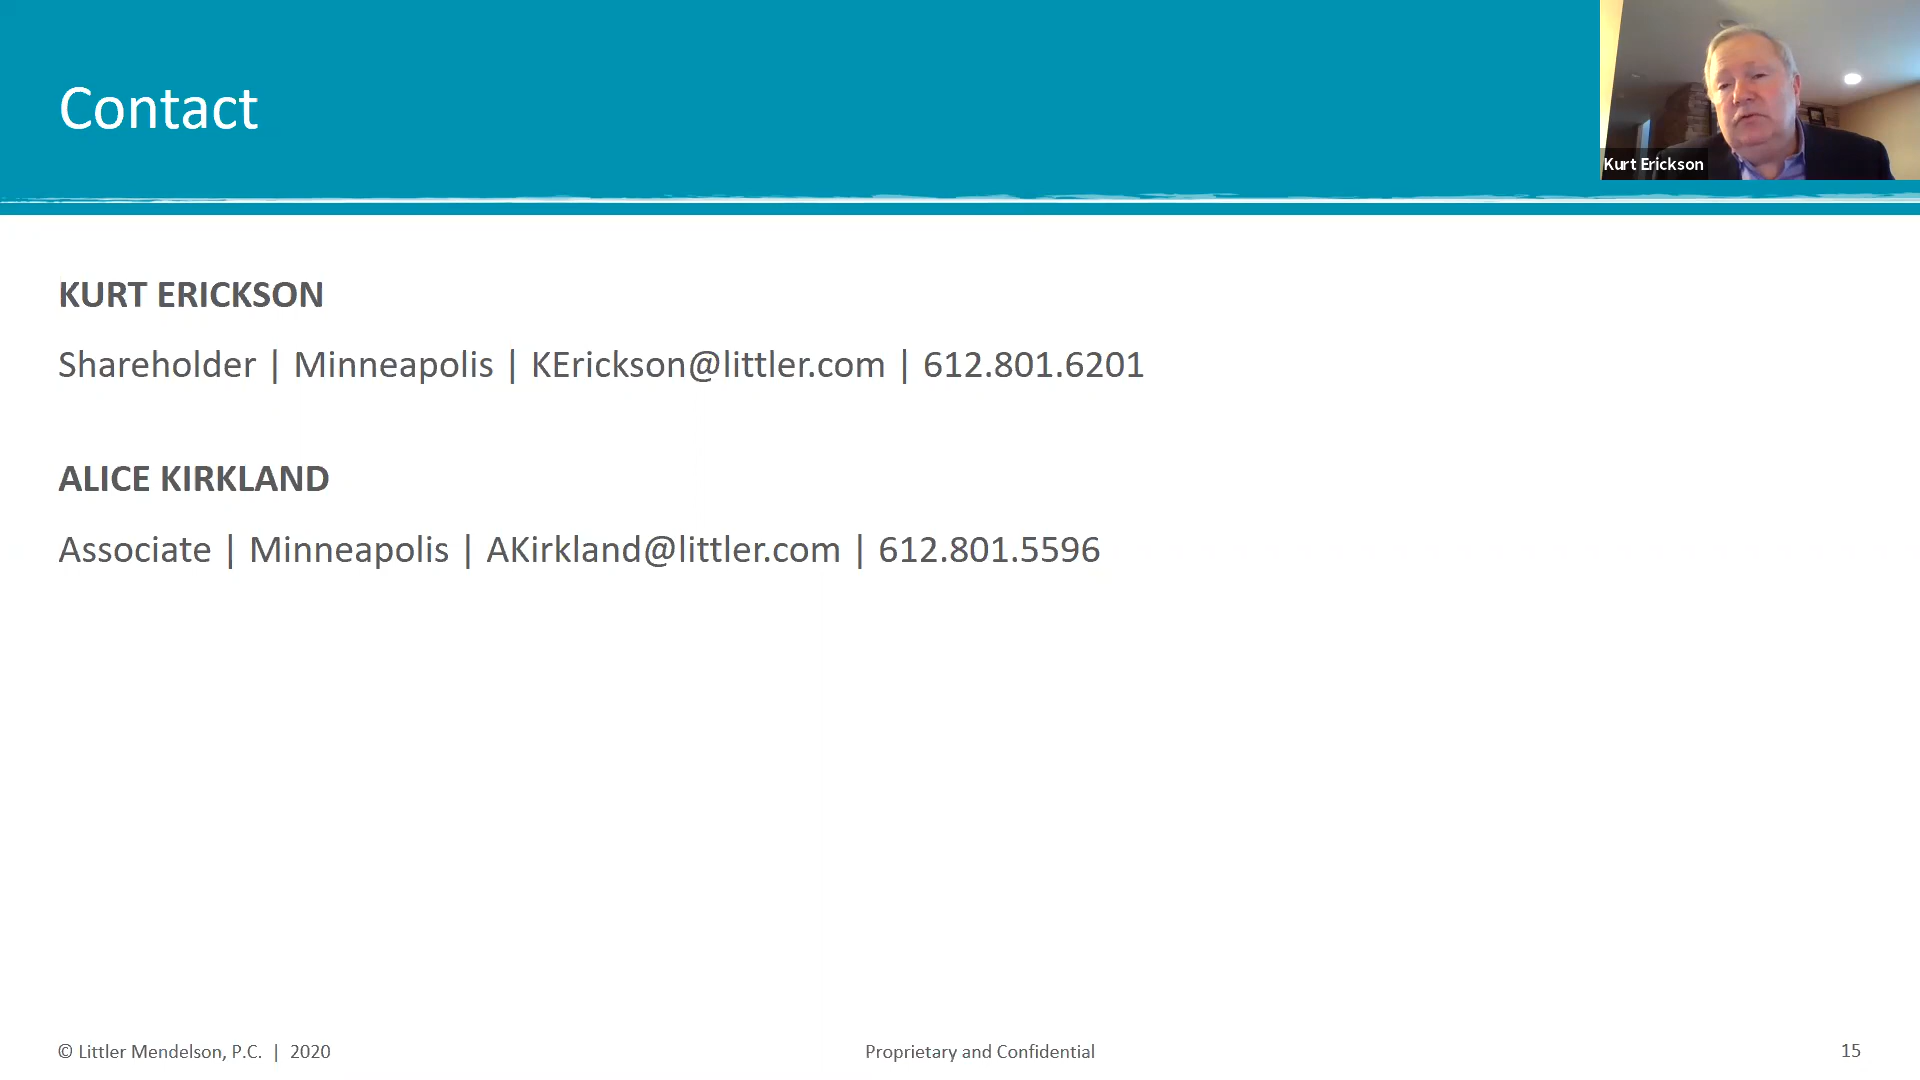 Contact
Kurt Erickson
KURT ERICKSON
Shareholder | Minneapolis | KErickson@littler.com | 612.801.6201
ALICE KIRKLAND
Associate | Minneapolis | AKirkland@littler.com | 612.801.5596
© Littler Mendelson, P.C. | 2020
Proprietary and Confidential
15